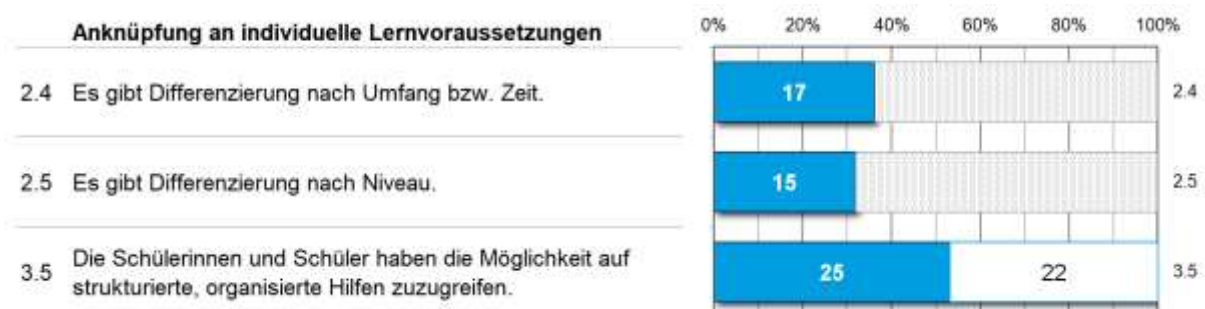 Anknüpfung an individuelle Lernvoraussetzungen
0% 20% 40% 60% 80% 100%
2.4 Es gibt Differenzierung nach Umfang bzw. Zeit.
17
2.4
2.5 Es gibt Differenzierung nach Niveau.
15
2.5
3.5 Die Schülerinnen und Schüler haben die Möglichkeit auf
strukturierte, organisierte Hilfen zuzugreifen.
25 22
3.5